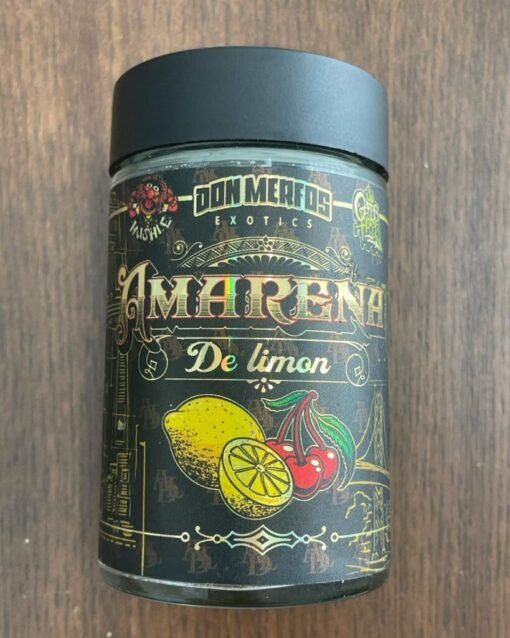 DON MERFOS
EXOTICS
AMARENA
De limon